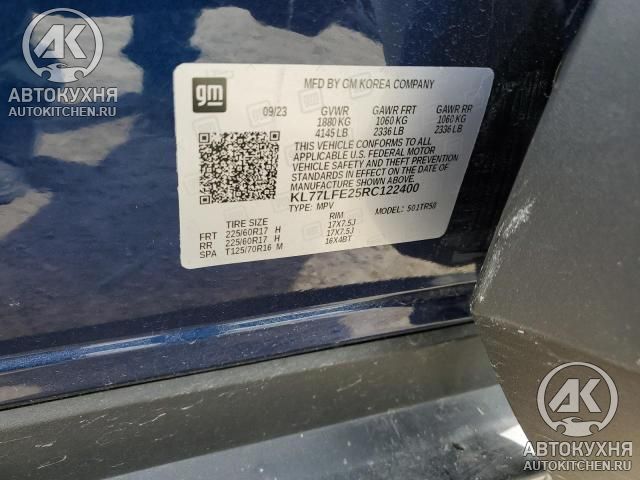 AK
АВТОКУХНЯ
AUTOKITCHEN.RU
gm
MFD BY GM KOREA COMPANY
09/23 GVWR GAWR FRT GAWR RR
1880 KG 1060 KG 1060 KG
4145 LB 2336 LB 2336 LB
THIS VEHICLE CONFORMS TO ALL
APPLICABLE U.S. FEDERAL MOTOR
VEHICLE SAFETY AND THEFT PREVENTION
STANDARDS IN EFFECT ON THE DATE OF
MANUFACTURE SHOWN ABOVE.
KL77LFE25RC122400
TYPE: MPV MODEL: 501TR58
TIRE SIZE RIM
FRT 225/60R17 H 17X7.5J
RR 225/60R17 H 17X7.5J
SPA T125/70R16 M 16X4BT
AK
АВТОКУХНЯ
AUTOKITCHEN.RU